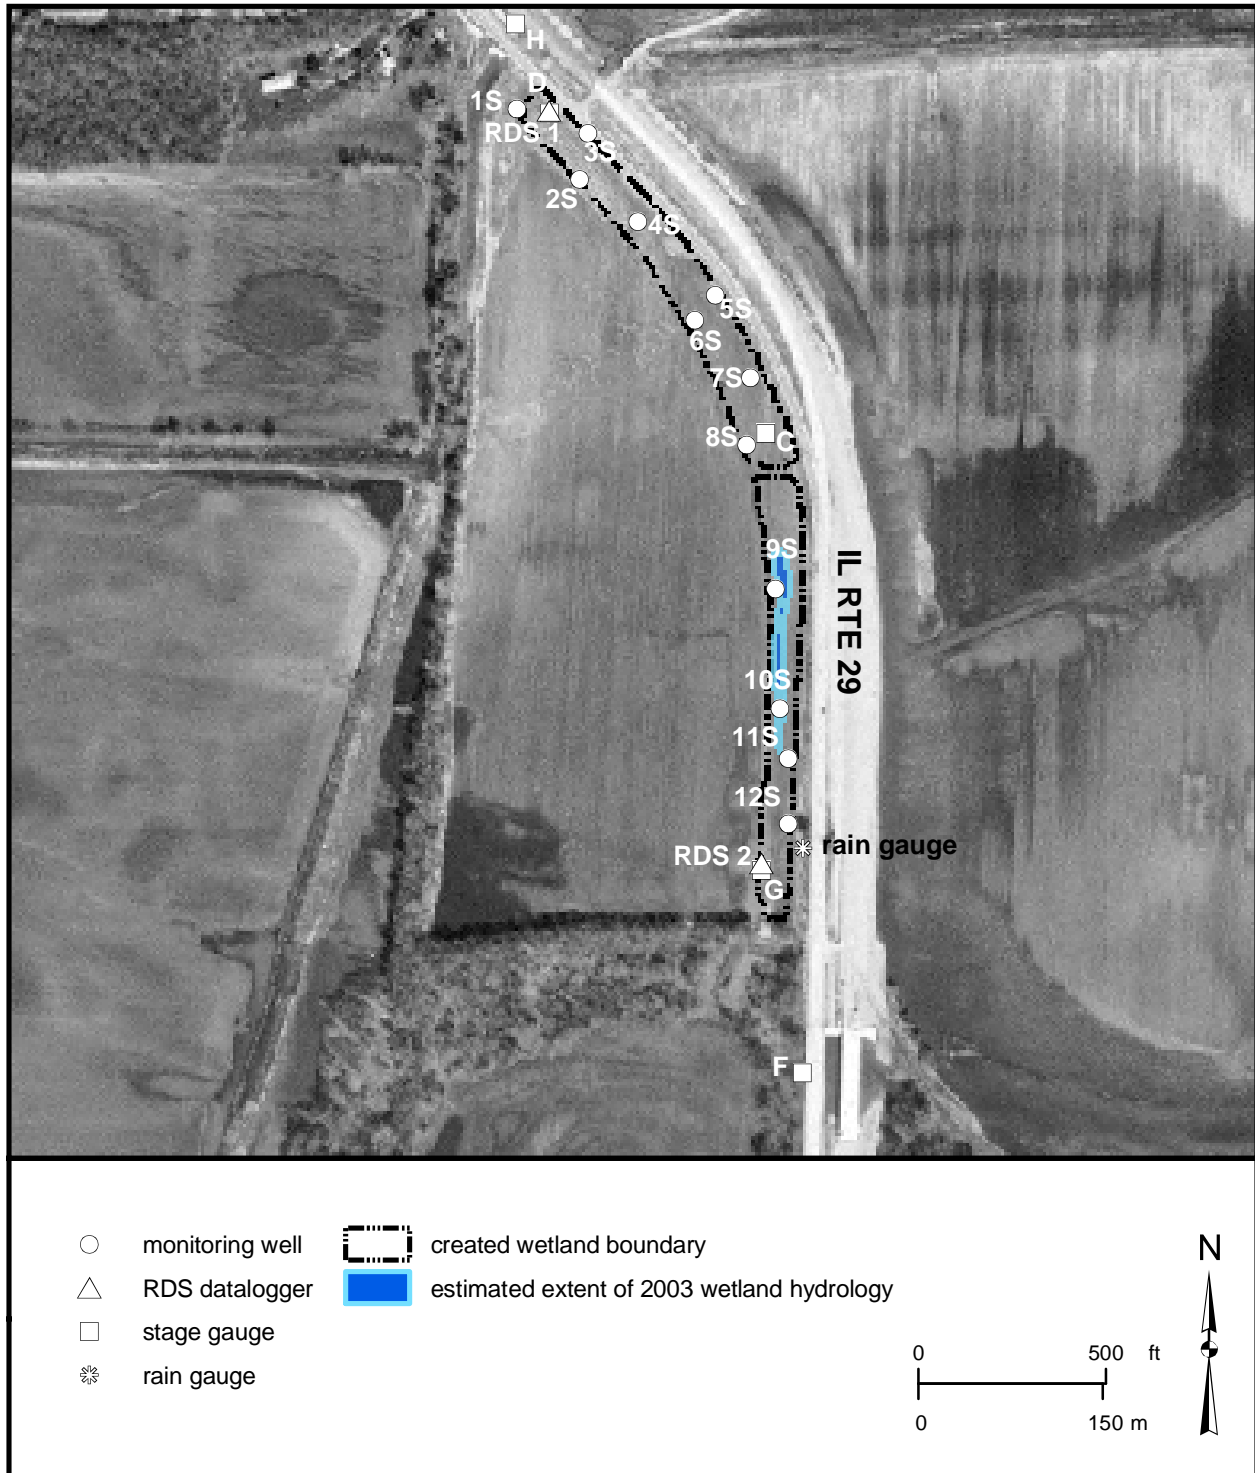 H
D
1S
RDS 1
3S
2S
4S
5S
6S
7S
8S
C
9S
IL RTE 29
10S
11S
12S
rain gauge
RDS 2
G
F
monitoring well
created wetland boundary
RDS datalogger
estimated extent of 2003 wetland hydrology
stage gauge
rain gauge
N
0 500 ft
0 150 m